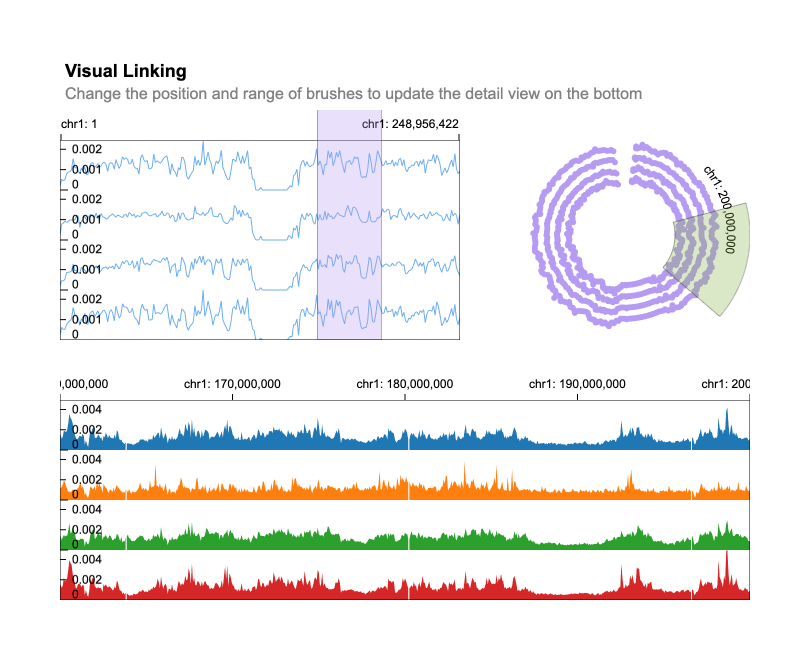 Visual Linking
Change the position and range of brushes to update the detail view on the bottom
chr1: 1
chr1: 248,956,422
0.002
0.001
0
0.002
0.001
0
0.002
0.001
0
0.002
0.001
0
chr1: 200,000,000
0,000,000
chr1: 170,000,000
chr1: 180,000,000
chr1: 190,000,000
chr1: 200
0.004
0.002
0
0.004
0.002
0
0.004
0.002
0
0.004
0.002
0